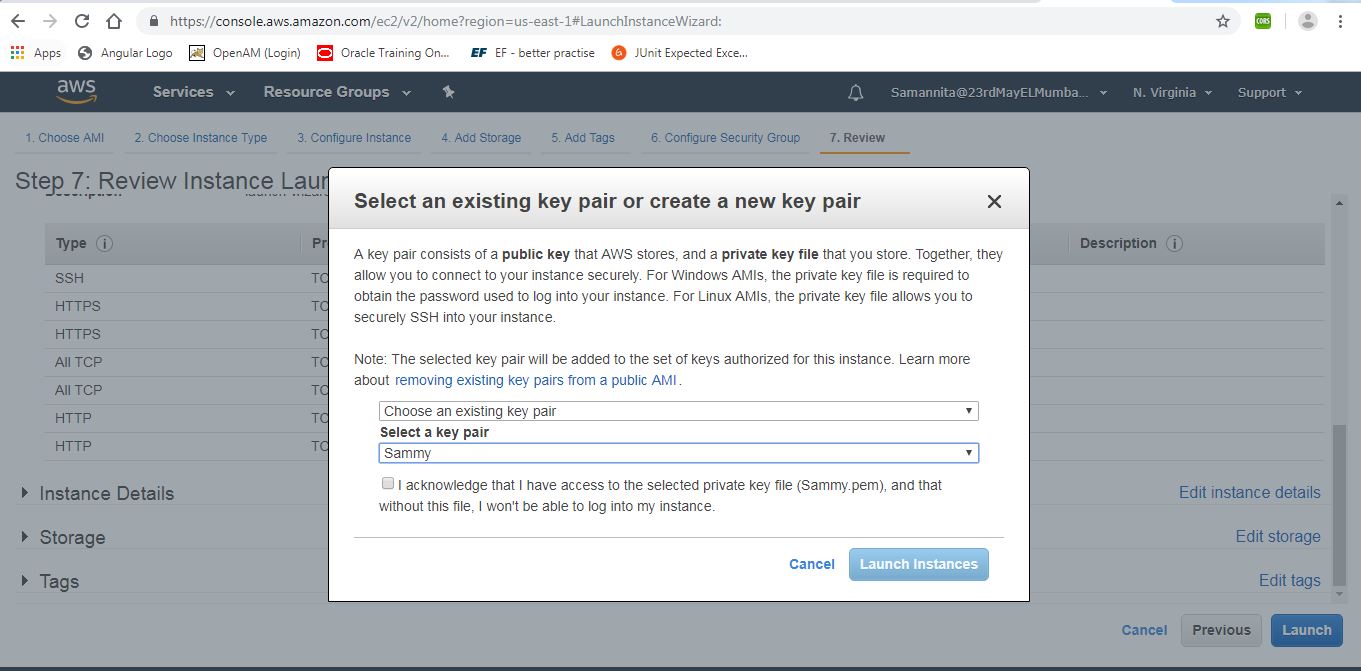 https://console.aws.amazon.com/ec2/v2/home?region=us-east-1#LaunchInstanceWizard:
CORS
Apps Angular Logo OpenAM (Login) Oracle Training On... EF EF - better practise JUnit Expected Exce...
aws Services Resource Groups Samannita@23rdMayELMumba... N. Virginia Support
1. Choose AMI 2. Choose Instance Type 3. Configure Instance 4. Add Storage 5. Add Tags 6. Configure Security Group 7. Review
Step 7: Review Instance Laun
Select an existing key pair or create a new key pair
Type i Pr Description i
A key pair consists of a public key that AWS stores, and a private key file that you store. Together, they
allow you to connect to your instance securely. For Windows AMIs, the private key file is required to
obtain the password used to log into your instance. For Linux AMIs, the private key file allows you to
securely SSH into your instance.
Note: The selected key pair will be added to the set of keys authorized for this instance. Learn more
about removing existing key pairs from a public AMI.
Choose an existing key pair
Select a key pair
Sammy
I acknowledge that I have access to the selected private key file (Sammy.pem), and that
without this file, I won't be able to log into my instance.
Cancel Launch Instances
SSH TC
HTTPS TC
HTTPS TC
All TCP TC
All TCP TC
HTTP TC
HTTP TC
Instance Details Edit instance details
Storage Edit storage
Tags Edit tags
Cancel Previous Launch